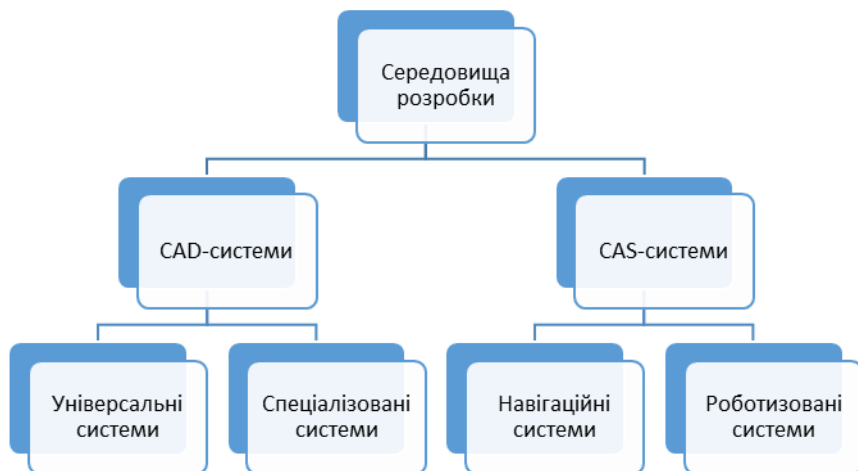 Середовища
розробки
CAD-системи
CAS-системи
Універсальні
системи
Спеціалізовані
системи
Навігаційні
системи
Роботизовані
системи